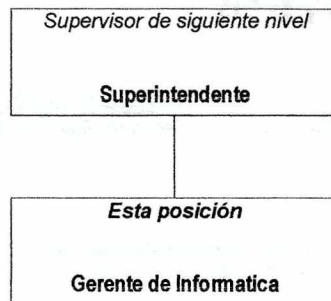 Supervisor de siguiente nivel
Superintendente
Esta posición
Gerente de Informatica